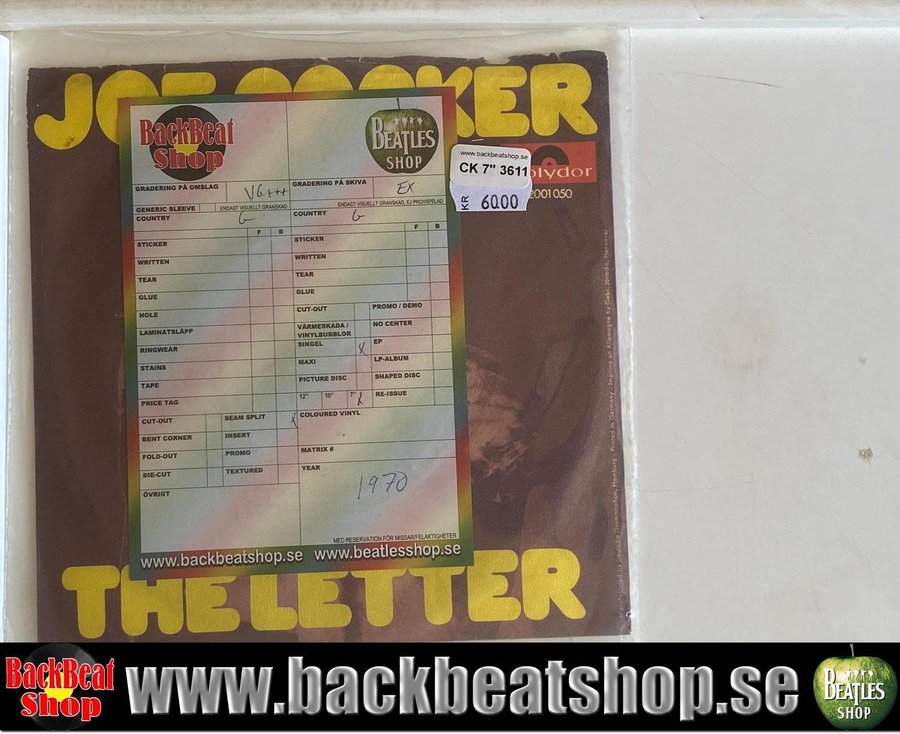 JOE COOKER
BackBeat
Shop
BEATLES
SHOP
www.backbeatshop.se
CK 7" 3611
KR 60.00
olydor
2001050
GRADERING PÅ OMSLAG VG+++
GRADERING PÅ SKIVA EX
GENERIC SLEEVE
ENDAST VISUELLT GRANSKAD
ENDAST VISUELLT GRANSKAD, EJ PROVSPELAD
COUNTRY G
F B
STICKER
WRITTEN
TEAR
GLUE
HOLE
LAMINATSLÄPP
RINGWEAR
STAINS
TAPE
PRICE TAG
CUT-OUT SEAM SPLIT X
BENT CORNER INSERT
FOLD-OUT PROMO
DIE-CUT TEXTURED
ÖVRIGT
COUNTRY G
F B
STICKER
WRITTEN
TEAR
GLUE
CUT-OUT PROMO / DEMO
VÄRMESKADA / NO CENTER
VINYLBUBBLOR
SINGEL X EP
MAXI LP-ALBUM
PICTURE DISC SHAPED DISC
12" 10" 7" X RE-ISSUE
COLOURED VINYL
MATRIX #
YEAR
1970
MED RESERVATION FÖR MISSAR/FELAKTIGHETER
www.backbeatshop.se www.beatlesshop.se
THE LETTER
BackBeat
Shop
www.backbeatshop.se
BEATLES
SHOP